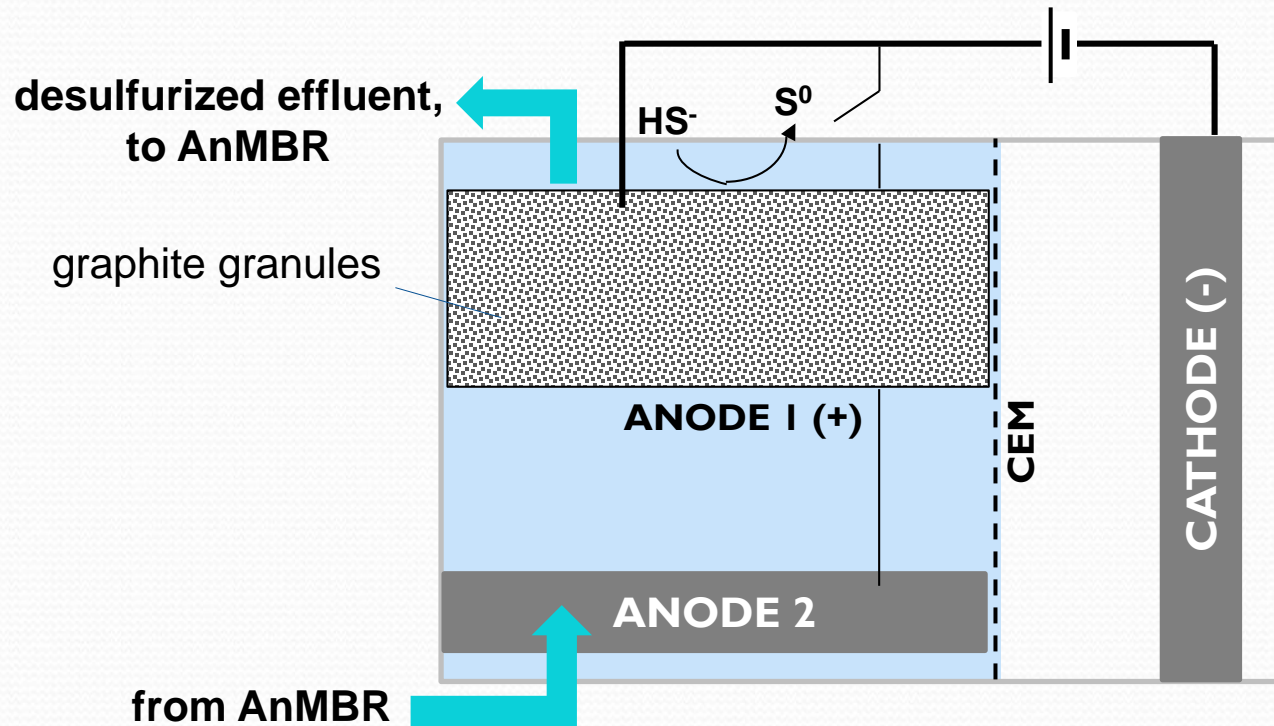 desulfurized effluent,
to AnMBR
HS-
S0
graphite granules
ANODE 1 (+)
CEM
CATHODE (-)
ANODE 2
from AnMBR